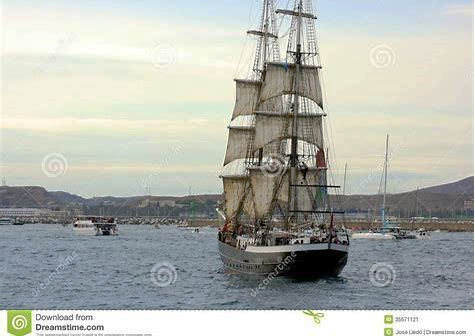 Download from
Dreamstime.com
35571121
José Lledó | Dreamstime.com